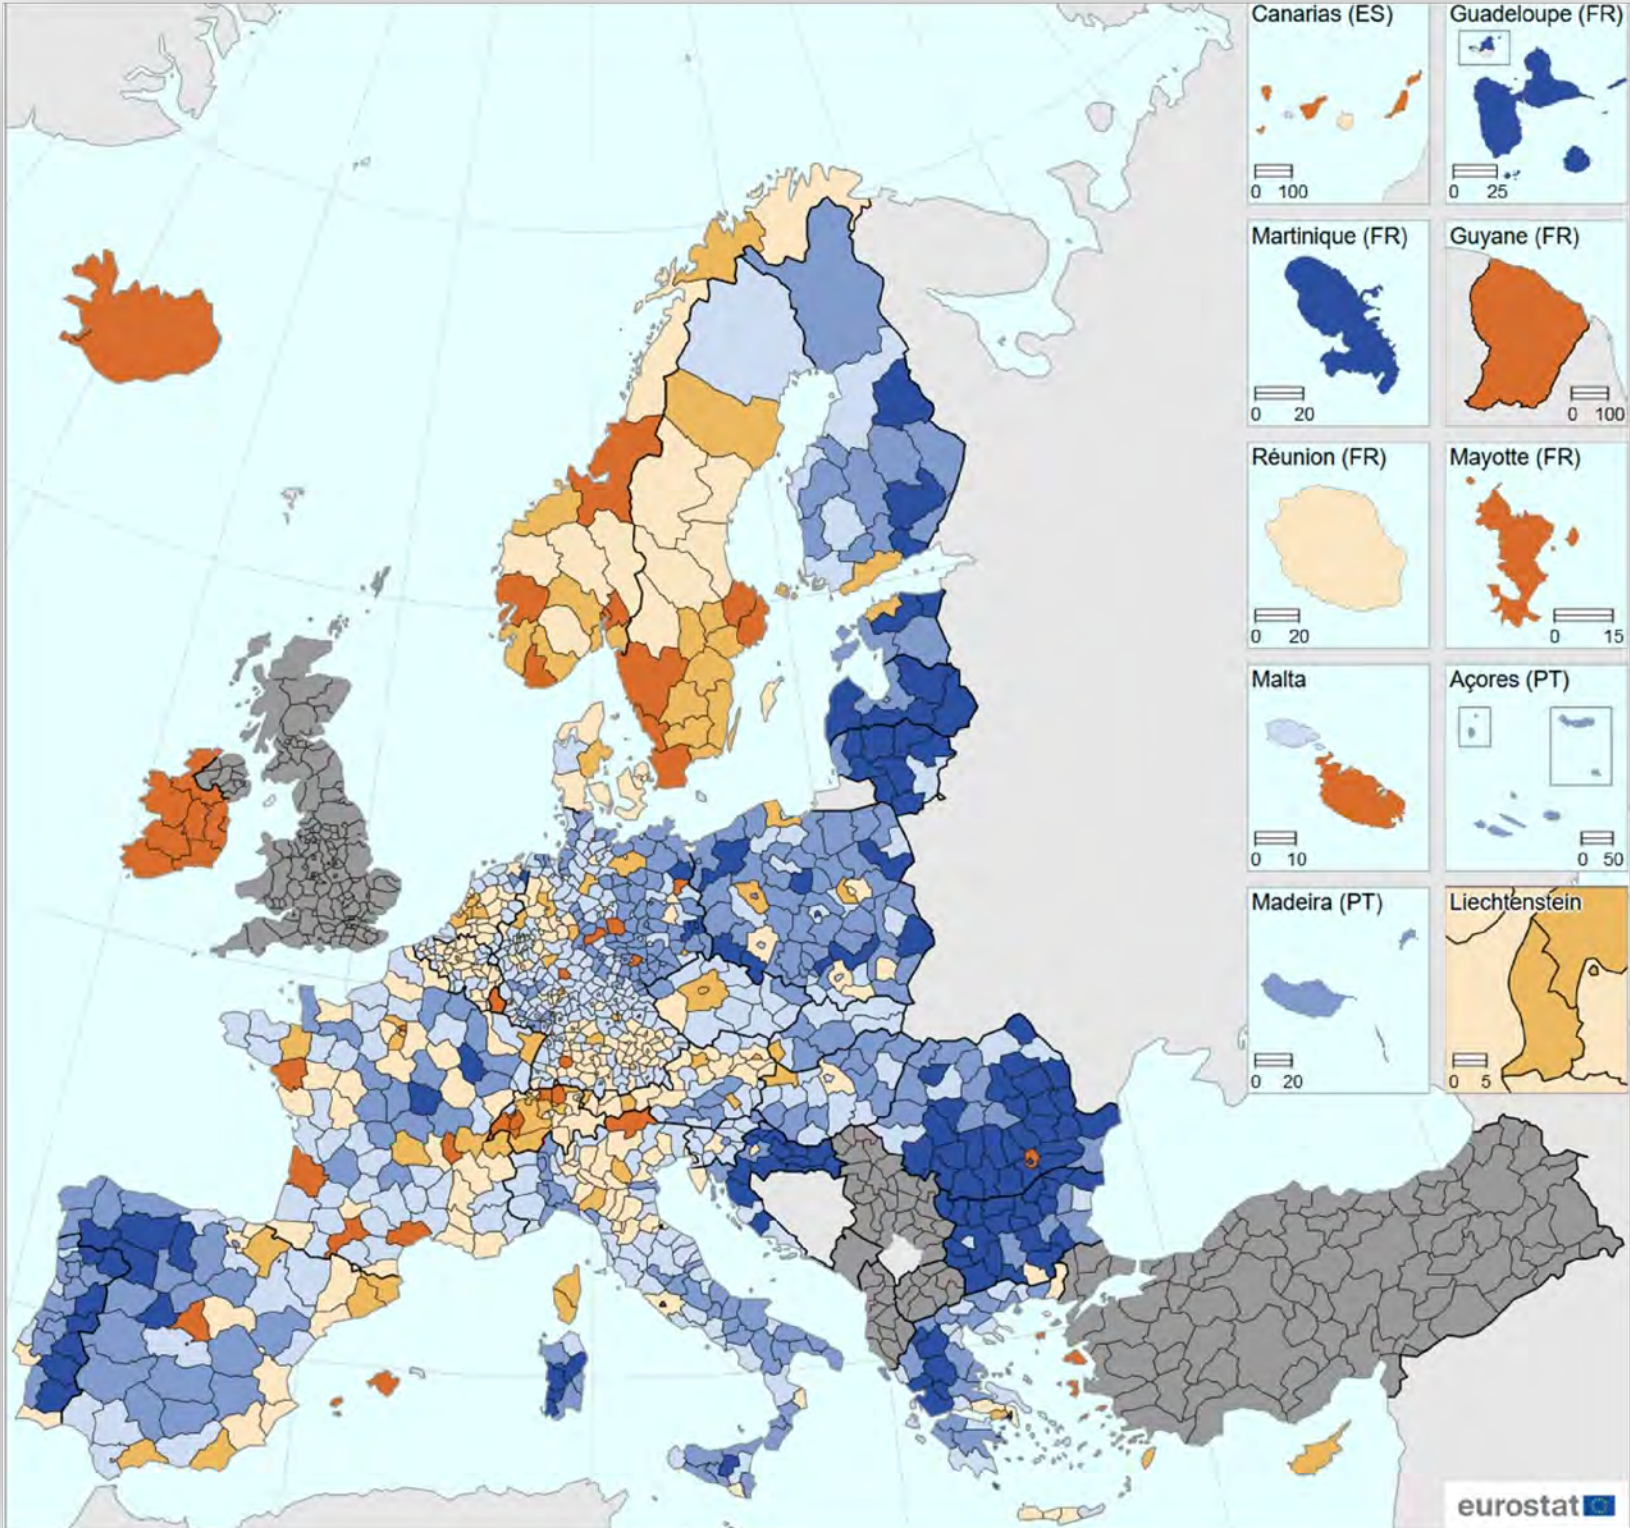 Canarias (ES)
0 100
Guadeloupe (FR)
0 25
Martinique (FR)
0 20
Guyane (FR)
0 100
Réunion (FR)
0 20
Mayotte (FR)
0 15
Malta
0 10
Açores (PT)
0 50
Madeira (PT)
0 20
Liechtenstein
0 5
eurostat